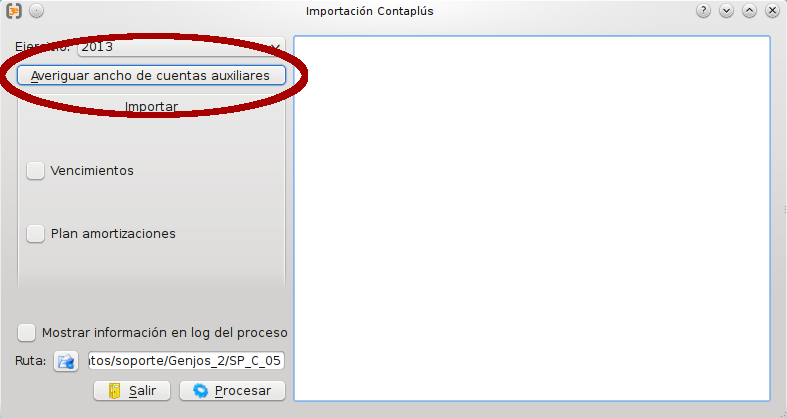 Importación Contaplús
Ejercicio: 2013
Averiguar ancho de cuentas auxiliares
Importar
Vencimientos
Plan amortizaciones
Mostrar información en log del proceso
Ruta: ntos/soporte/Genjos_2/SP_C_05
Salir Procesar